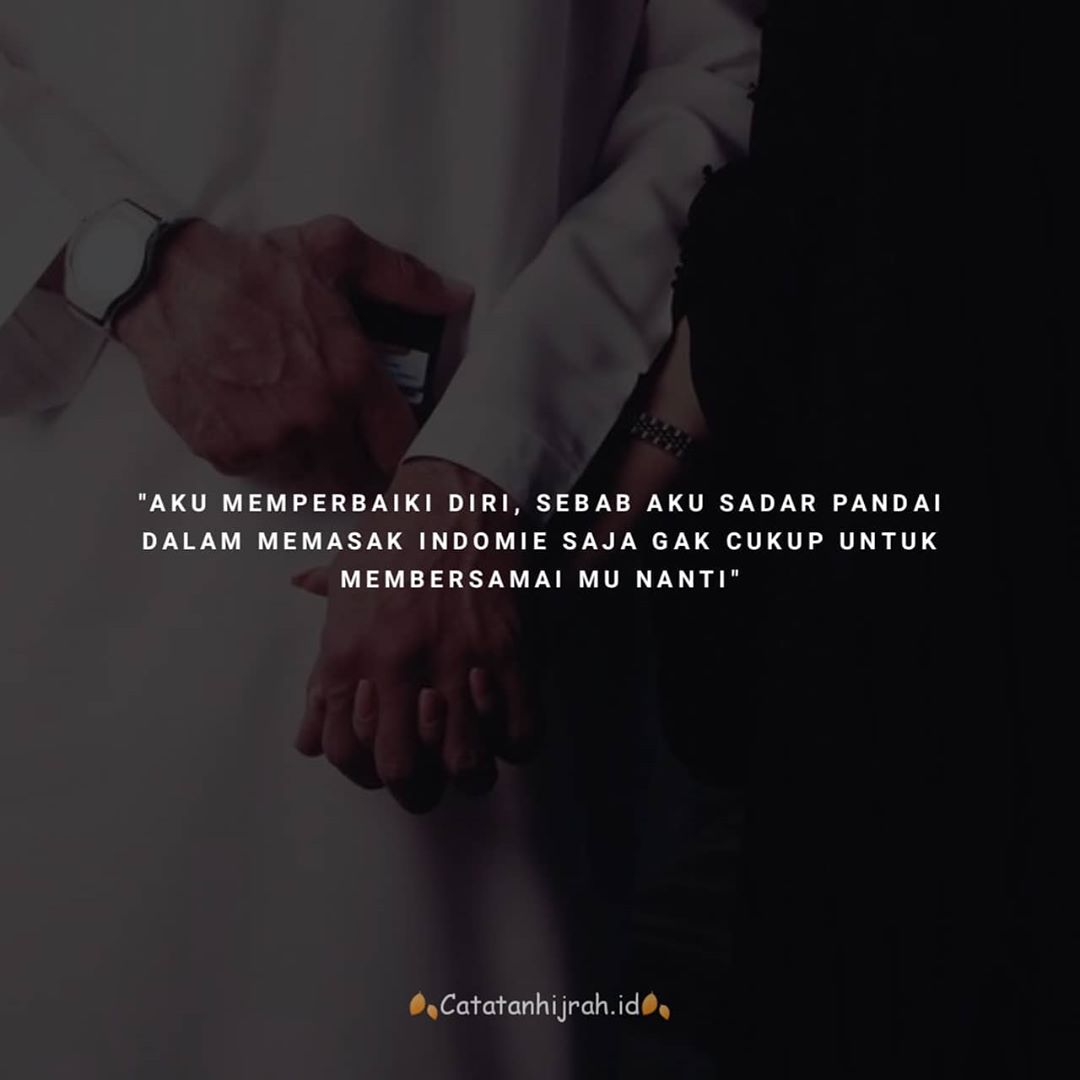 "AKU MEMPERBAIKI DIRI, SEBAB AKU SADAR PANDAI
DALAM MEMASAK INDOMIE SAJA GAK CUKUP UNTUK
MEMBERSAMAI MU NANTI"
Catatanhijrah.id